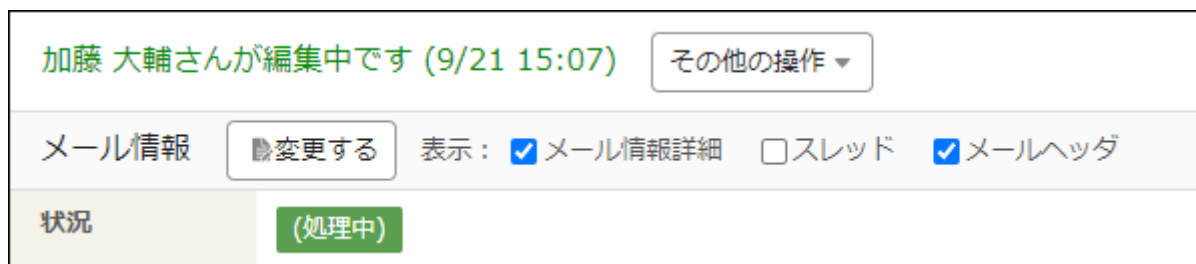 加藤 大輔さんが編集中です (9/21 15:07) その他の操作
メール情報 変更する 表示： メール情報詳細 スレッド メールヘッダ
状況 (処理中)